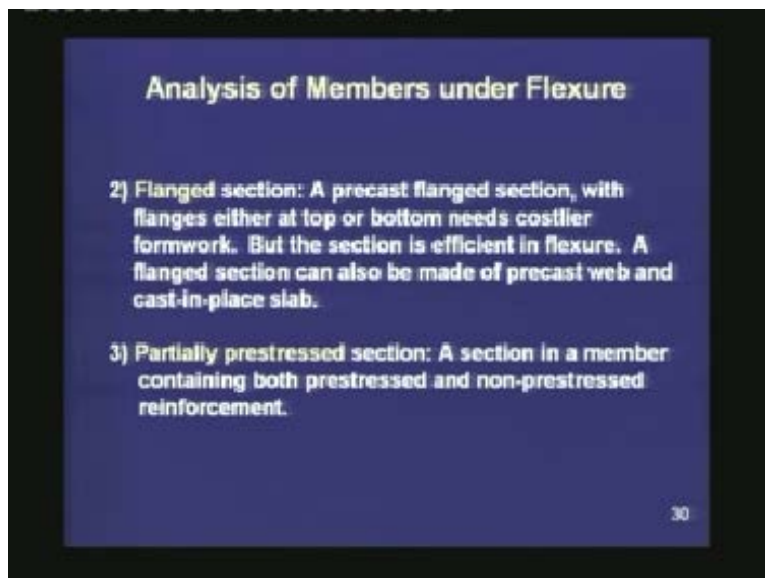 Analysis of Members under Flexure
2) Flanged section: A precast flanged section, with
flanges either at top or bottom needs costlier
formwork. But the section is efficient in flexure. A
flanged section can also be made of precast web and
cast-in-place slab.
3) Partially prestressed section: A section in a member
containing both prestressed and non-prestressed
reinforcement.
30